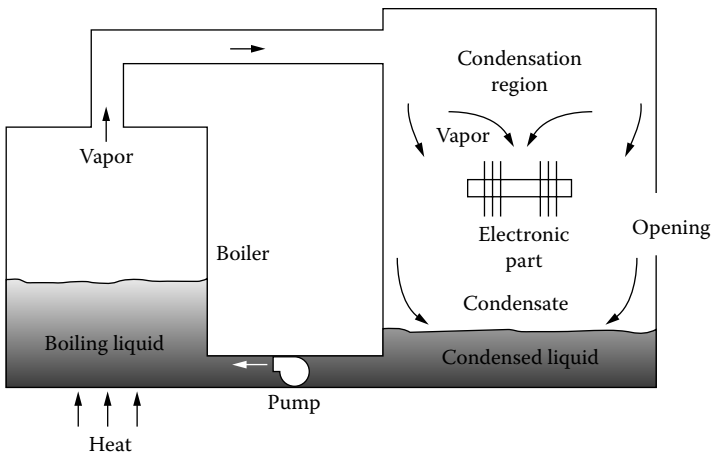 Condensation
region
Vapor
Vapor
Electronic
part
Opening
Boiler
Condensate
Boiling liquid
Condensed liquid
Pump
Heat